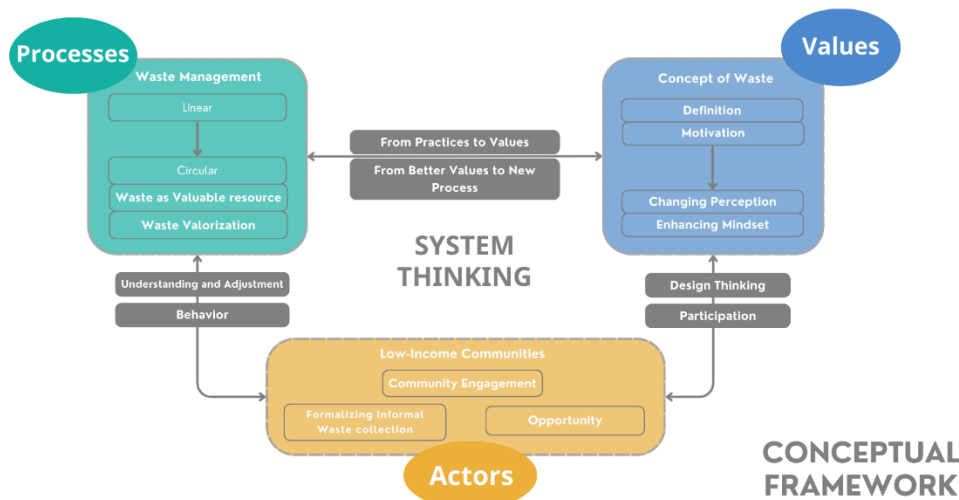 Processes
Values
Waste Management
Linear
Circular
Waste as Valuable resource
Waste Valorization
From Practices to Values
From Better Values to New
Process
Concept of Waste
Definition
Motivation
Changing Perception
Enhancing Mindset
SYSTEM
THINKING
Understanding and Adjustment
Behavior
Design Thinking
Participation
Low-Income Communities
Community Engagement
Formalizing Informal
Waste collection
Opportunity
Actors
CONCEPTUAL
FRAMEWORK